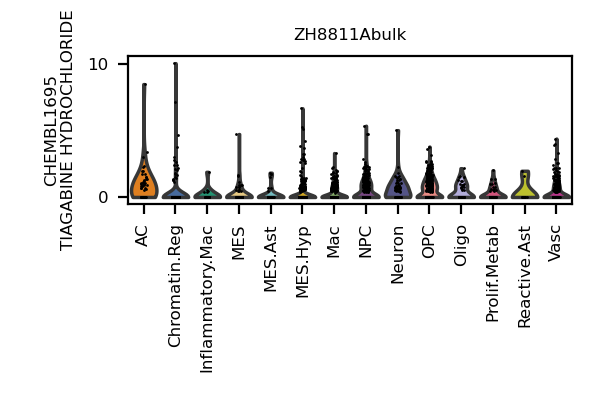 ZH8811Abulk
CHEMBL1695
TIAGABINE HYDROCHLORIDE
10
0
AC
Chromatin.Reg
Inflammatory.Mac
MES
MES.Ast
MES.Hyp
Mac
NPC
Neuron
OPC
Oligo
Prolif.Metab
Reactive.Ast
Vasc